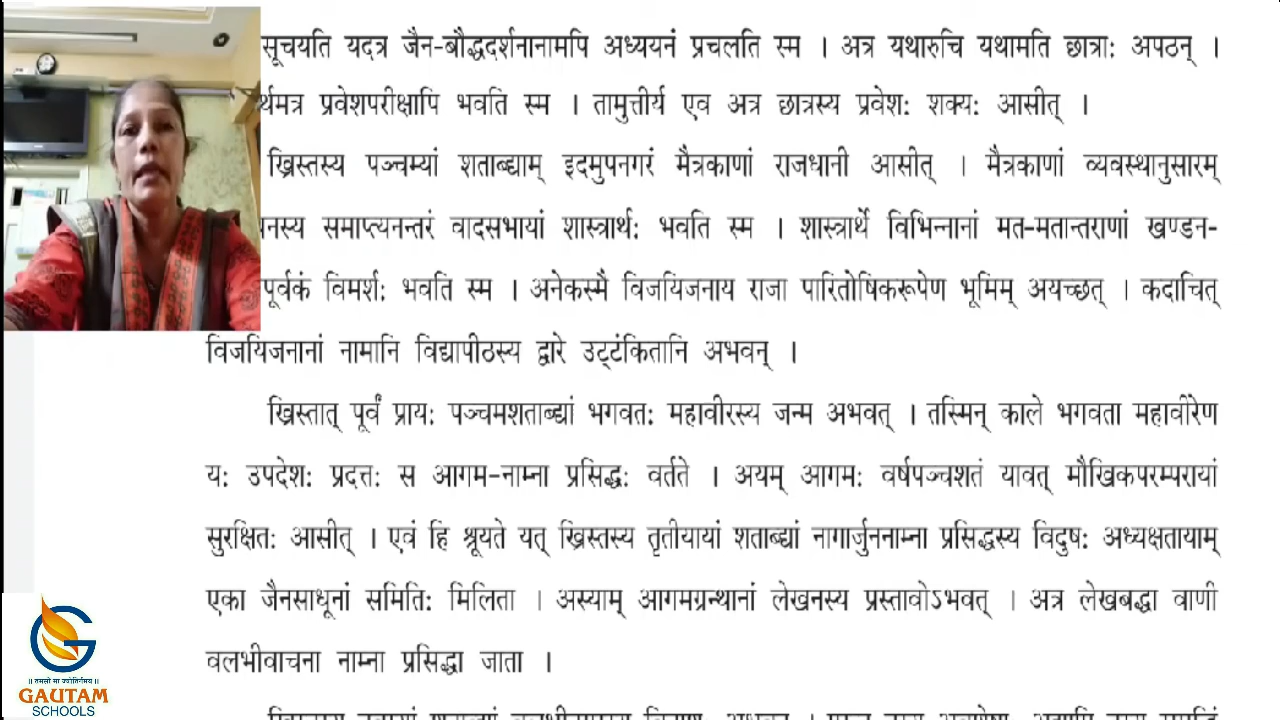 सूचयति यदत्र जैन-बौद्धदर्शनानामपि अध्ययनं प्रचलति स्म । अत्र यथारुचि यथामति छात्राः अपठन् ।
र्थमत्र प्रवेशपरीक्षापि भवति स्म । तामुत्तीर्य एव अत्र छात्रस्य प्रवेशः शक्यः आसीत् ।
ख्रिस्तस्य पञ्चम्यां शताब्द्याम् इदमुपनगरं मैत्रकाणां राजधानी आसीत् । मैत्रकाणां व्यवस्थानुसारम्
नस्य समाप्त्यनन्तरं वादसभायां शास्त्रार्थः भवति स्म । शास्त्रार्थे विभिन्नानां मत-मतान्तराणां खण्डन-
पूर्वकं विमर्शः भवति स्म । अनेकस्मै विजयिजनाय राजा पारितोषिकरूपेण भूमिम् अयच्छत् । कदाचित्
विजयिजनानां नामानि विद्यापीठस्य द्वारे उट्टंकितानि अभवन् ।
ख्रिस्तात् पूर्वं प्रायः पञ्चमशताब्द्यां भगवतः महावीरस्य जन्म अभवत् । तस्मिन् काले भगवता महावीरेण
यः उपदेशः प्रदत्तः स आगम-नाम्ना प्रसिद्धः वर्तते । अयम् आगमः वर्षपञ्चशतं यावत् मौखिकपरम्परायां
सुरक्षितः आसीत् । एवं हि श्रूयते यत् ख्रिस्तस्य तृतीयायां शताब्द्यां नागार्जुननाम्ना प्रसिद्धस्य विदुषः अध्यक्षतायाम्
एका जैनसाधूनां समितिः मिलिता । अस्याम् आगमग्रन्थानां लेखनस्य प्रस्तावोऽभवत् । अत्र लेखबद्धा वाणी
वलभीवाचना नाम्ना प्रसिद्धा जाता ।
॥ तमसो मा ज्योतिर्गमय ॥
GAUTAM
SCHOOLS